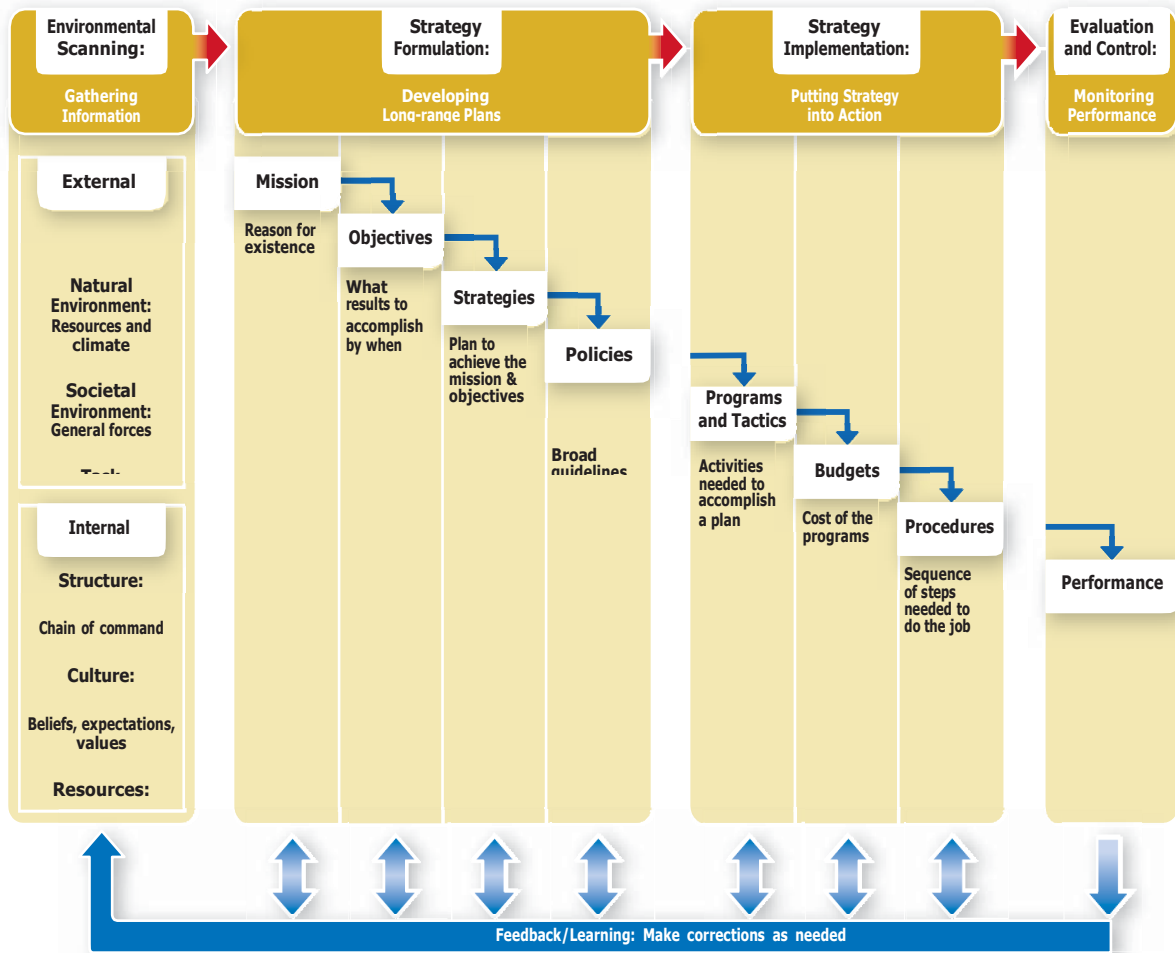 Environmental
Scanning:
Gathering
Information
External
Natural
Environment:
Resources and
climate
Societal
Environment:
General forces
Internal
Structure:
Chain of command
Culture:
Beliefs, expectations,
values
Resources:
Strategy
Formulation:
Developing
Long-range Plans
Mission
Reason for
existence
Objectives
What
results to
accomplish
by when
Strategies
Plan to
achieve the
mission &
objectives
Policies
Broad
guidelines
Strategy
Implementation:
Putting Strategy
into Action
Programs
and Tactics
Activities
needed to
accomplish
a plan
Budgets
Cost of the
programs
Procedures
Sequence
of steps
needed to
do the job
Evaluation
and Control:
Monitoring
Performance
Performance
Feedback/Learning: Make corrections as needed